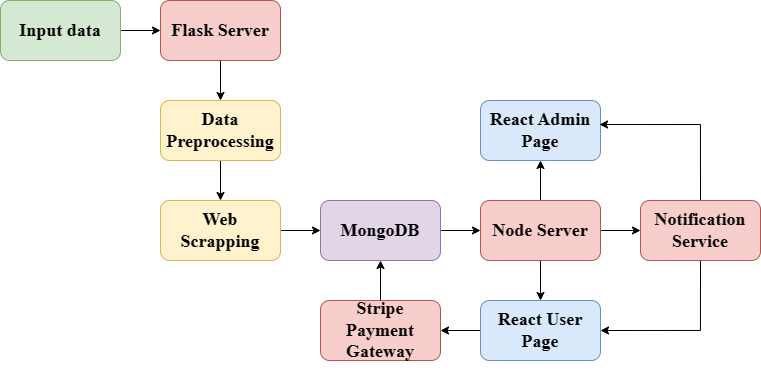 Input data
Flask Server
Data
Preprocessing
React Admin
Page
Web
Scrapping
MongoDB
Node Server
Notification
Service
Stripe
Payment
Gateway
React User
Page